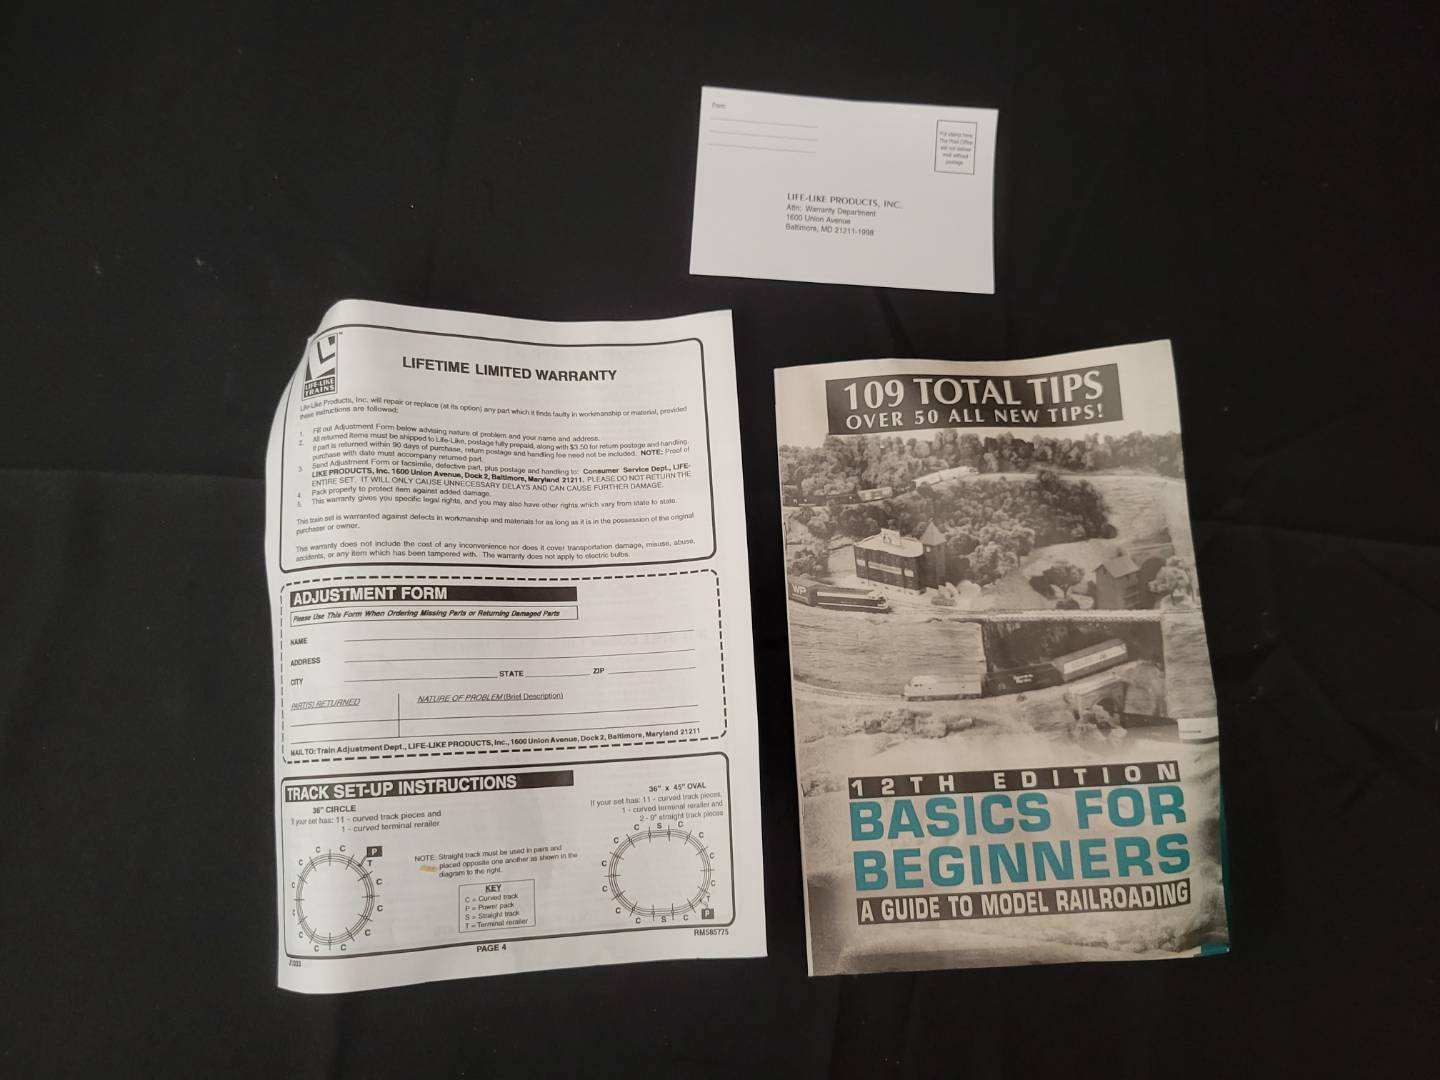 From:
Put stamp here
The Post Office
will not deliver
mail without
postage
LIFE-LIKE PRODUCTS, INC.
Attn: Warranty Department
1600 Union Avenue
Baltimore, MD 21211-1998
LIFE-LIKE
TRAINS
LIFETIME LIMITED WARRANTY
Life-Like Products, Inc. will repair or replace (at its option) any part which it finds faulty in workmanship or material, provided
these instructions are followed:
1. Fill out Adjustment Form below advising nature of problem and your name and address.
2. All returned items must be shipped to Life-Like, postage fully prepaid, along with $3.50 for return postage and handling.
If part is returned within 90 days of purchase, return postage and handling fee need not be included. NOTE: Proof of
purchase with date must accompany returned part.
3. Send Adjustment Form or facsimile, defective part, plus postage and handling to: Consumer Service Dept., LIFE-
LIKE PRODUCTS, Inc. 1600 Union Avenue, Dock 2, Baltimore, Maryland 21211. PLEASE DO NOT RETURN THE
ENTIRE SET. IT WILL ONLY CAUSE UNNECESSARY DELAYS AND CAN CAUSE FURTHER DAMAGE.
4. Pack properly to protect item against added damage.
5. This warranty gives you specific legal rights, and you may also have other rights which vary from state to state.
This train set is warranted against defects in workmanship and materials for as long as it is in the possession of the original
purchaser or owner.
This warranty does not include the cost of any inconvenience nor does it cover transportation damage, misuse, abuse,
accidents, or any item which has been tampered with. The warranty does not apply to electric bulbs.
ADJUSTMENT FORM
Please Use This Form When Ordering Missing Parts or Returning Damaged Parts
NAME
ADDRESS
CITY STATE ZIP
PART(S) RETURNED NATURE OF PROBLEM (Brief Description)
MAIL TO: Train Adjustment Dept., LIFE-LIKE PRODUCTS, Inc., 1600 Union Avenue, Dock 2, Baltimore, Maryland 21211
TRACK SET-UP INSTRUCTIONS
36" CIRCLE
If your set has: 11 - curved track pieces and
1 - curved terminal rerailer
36" x 45" OVAL
If your set has: 11 - curved track pieces,
1 - curved terminal rerailer and
2 - 9" straight track pieces
NOTE: Straight track must be used in pairs and
placed opposite one another as shown in the
diagram to the right.
KEY
C = Curved track
P = Power pack
S = Straight track
T = Terminal rerailer
C C P T C C C C C C C C C
C S C C C C T P C S C C C C C
PAGE 4
RM585775
109 TOTAL TIPS
OVER 50 ALL NEW TIPS!
WP
12TH EDITION
BASICS FOR
BEGINNERS
A GUIDE TO MODEL RAILROADING